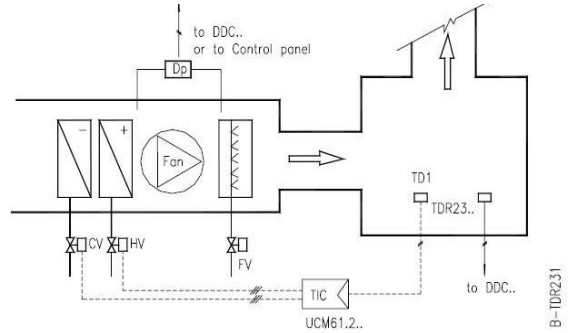 to DDC..
or to Control panel
Dp
-
+
Fan
TD1
TDR23..
CV
HV
FV
to DDC..
TIC
UCM61.2..
B-TDR231